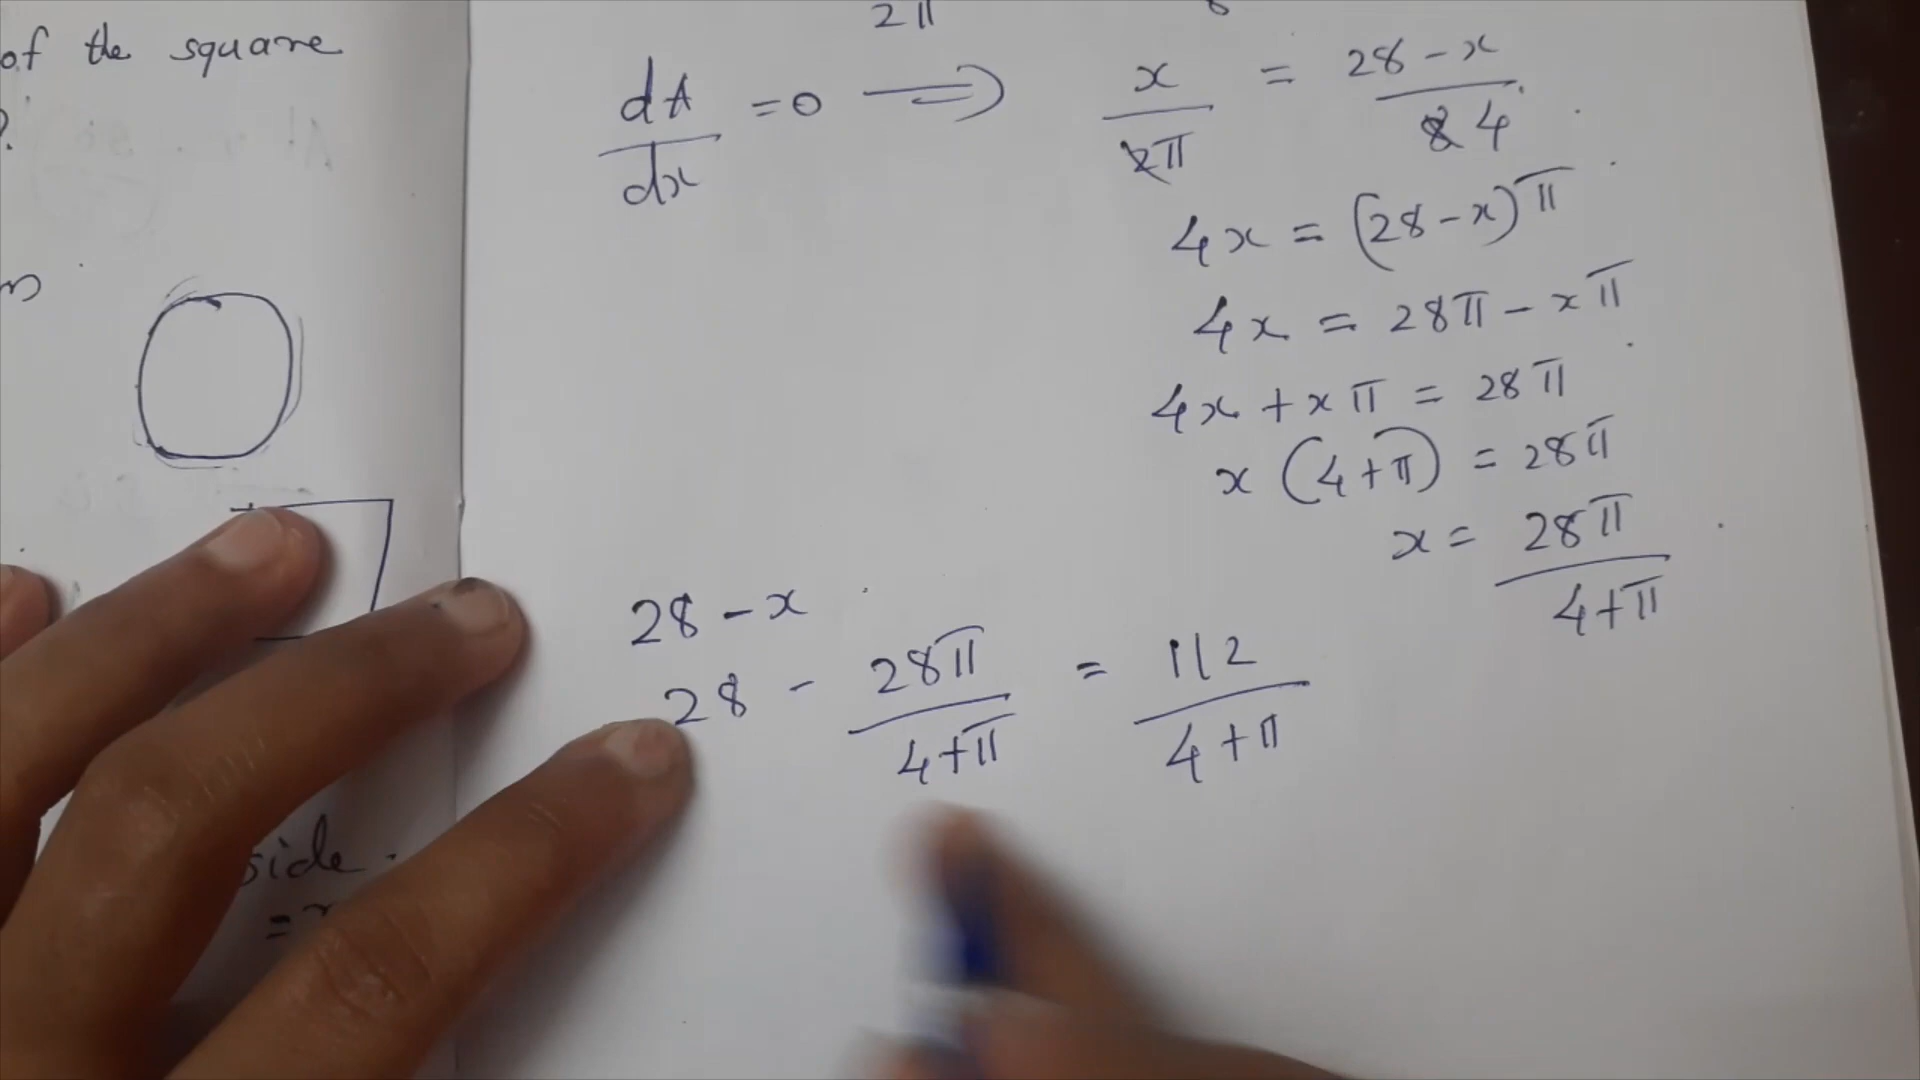 of the square
?
side.
2π
dA/dx = 0 ⟹ x/2π = 28-x/8 4
4x = (28-x)π
4x = 28π - xπ
4x + xπ = 28π
x (4+π) = 28π
x = 28π/4+π
28 - x
28 - 28π/4+π = 112/4+π